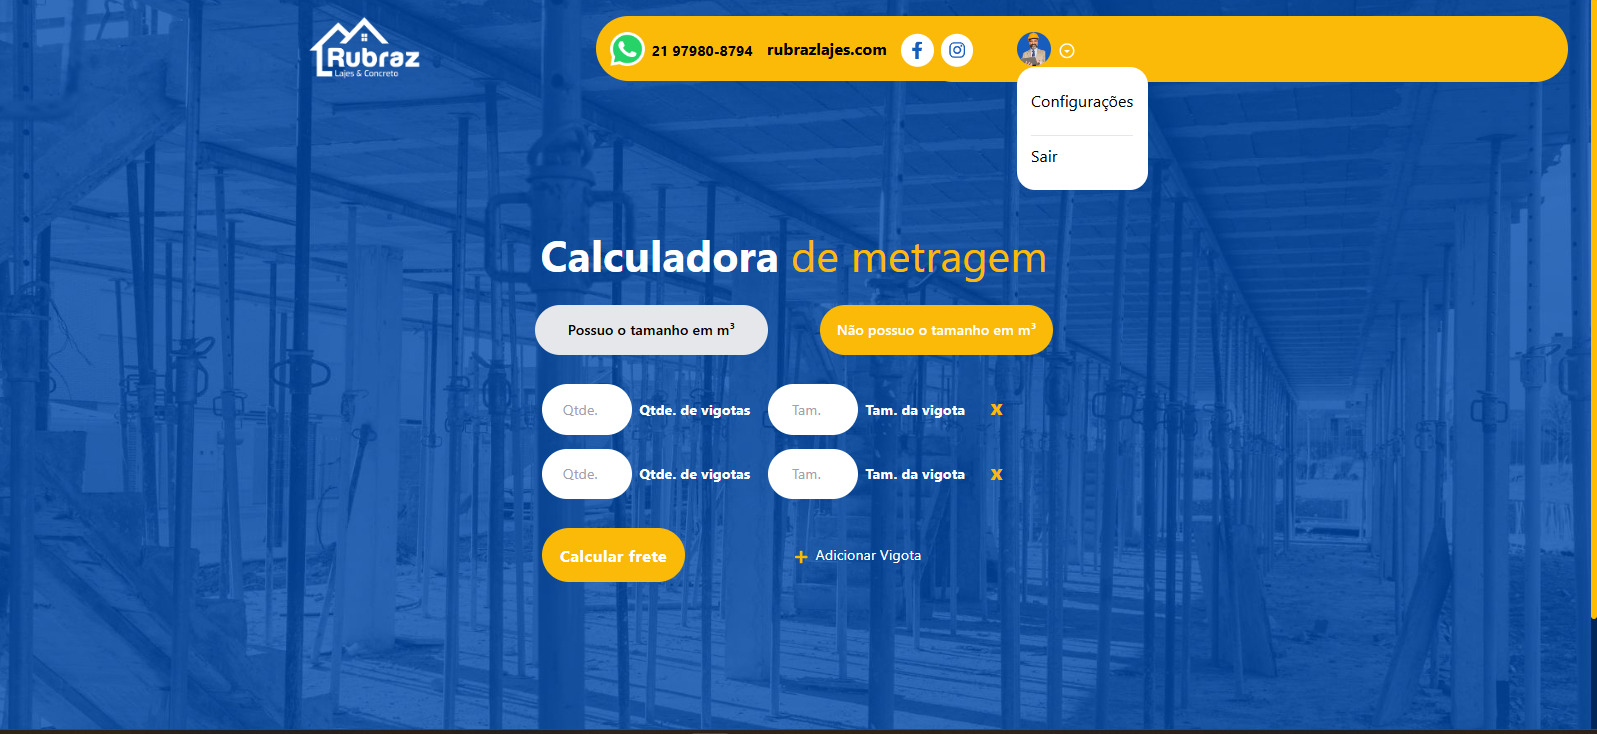 Rubraz
Lajes & Concreto
21 97980-8794 rubrazlajes.com
Configurações
Sair
Calculadora de metragem
Possuo o tamanho em m³
Não possuo o tamanho em m³
Qtde. Qtde. de vigotas Tam. Tam. da vigota X
Qtde. Qtde. de vigotas Tam. Tam. da vigota X
Calcular frete
+ Adicionar Vigota